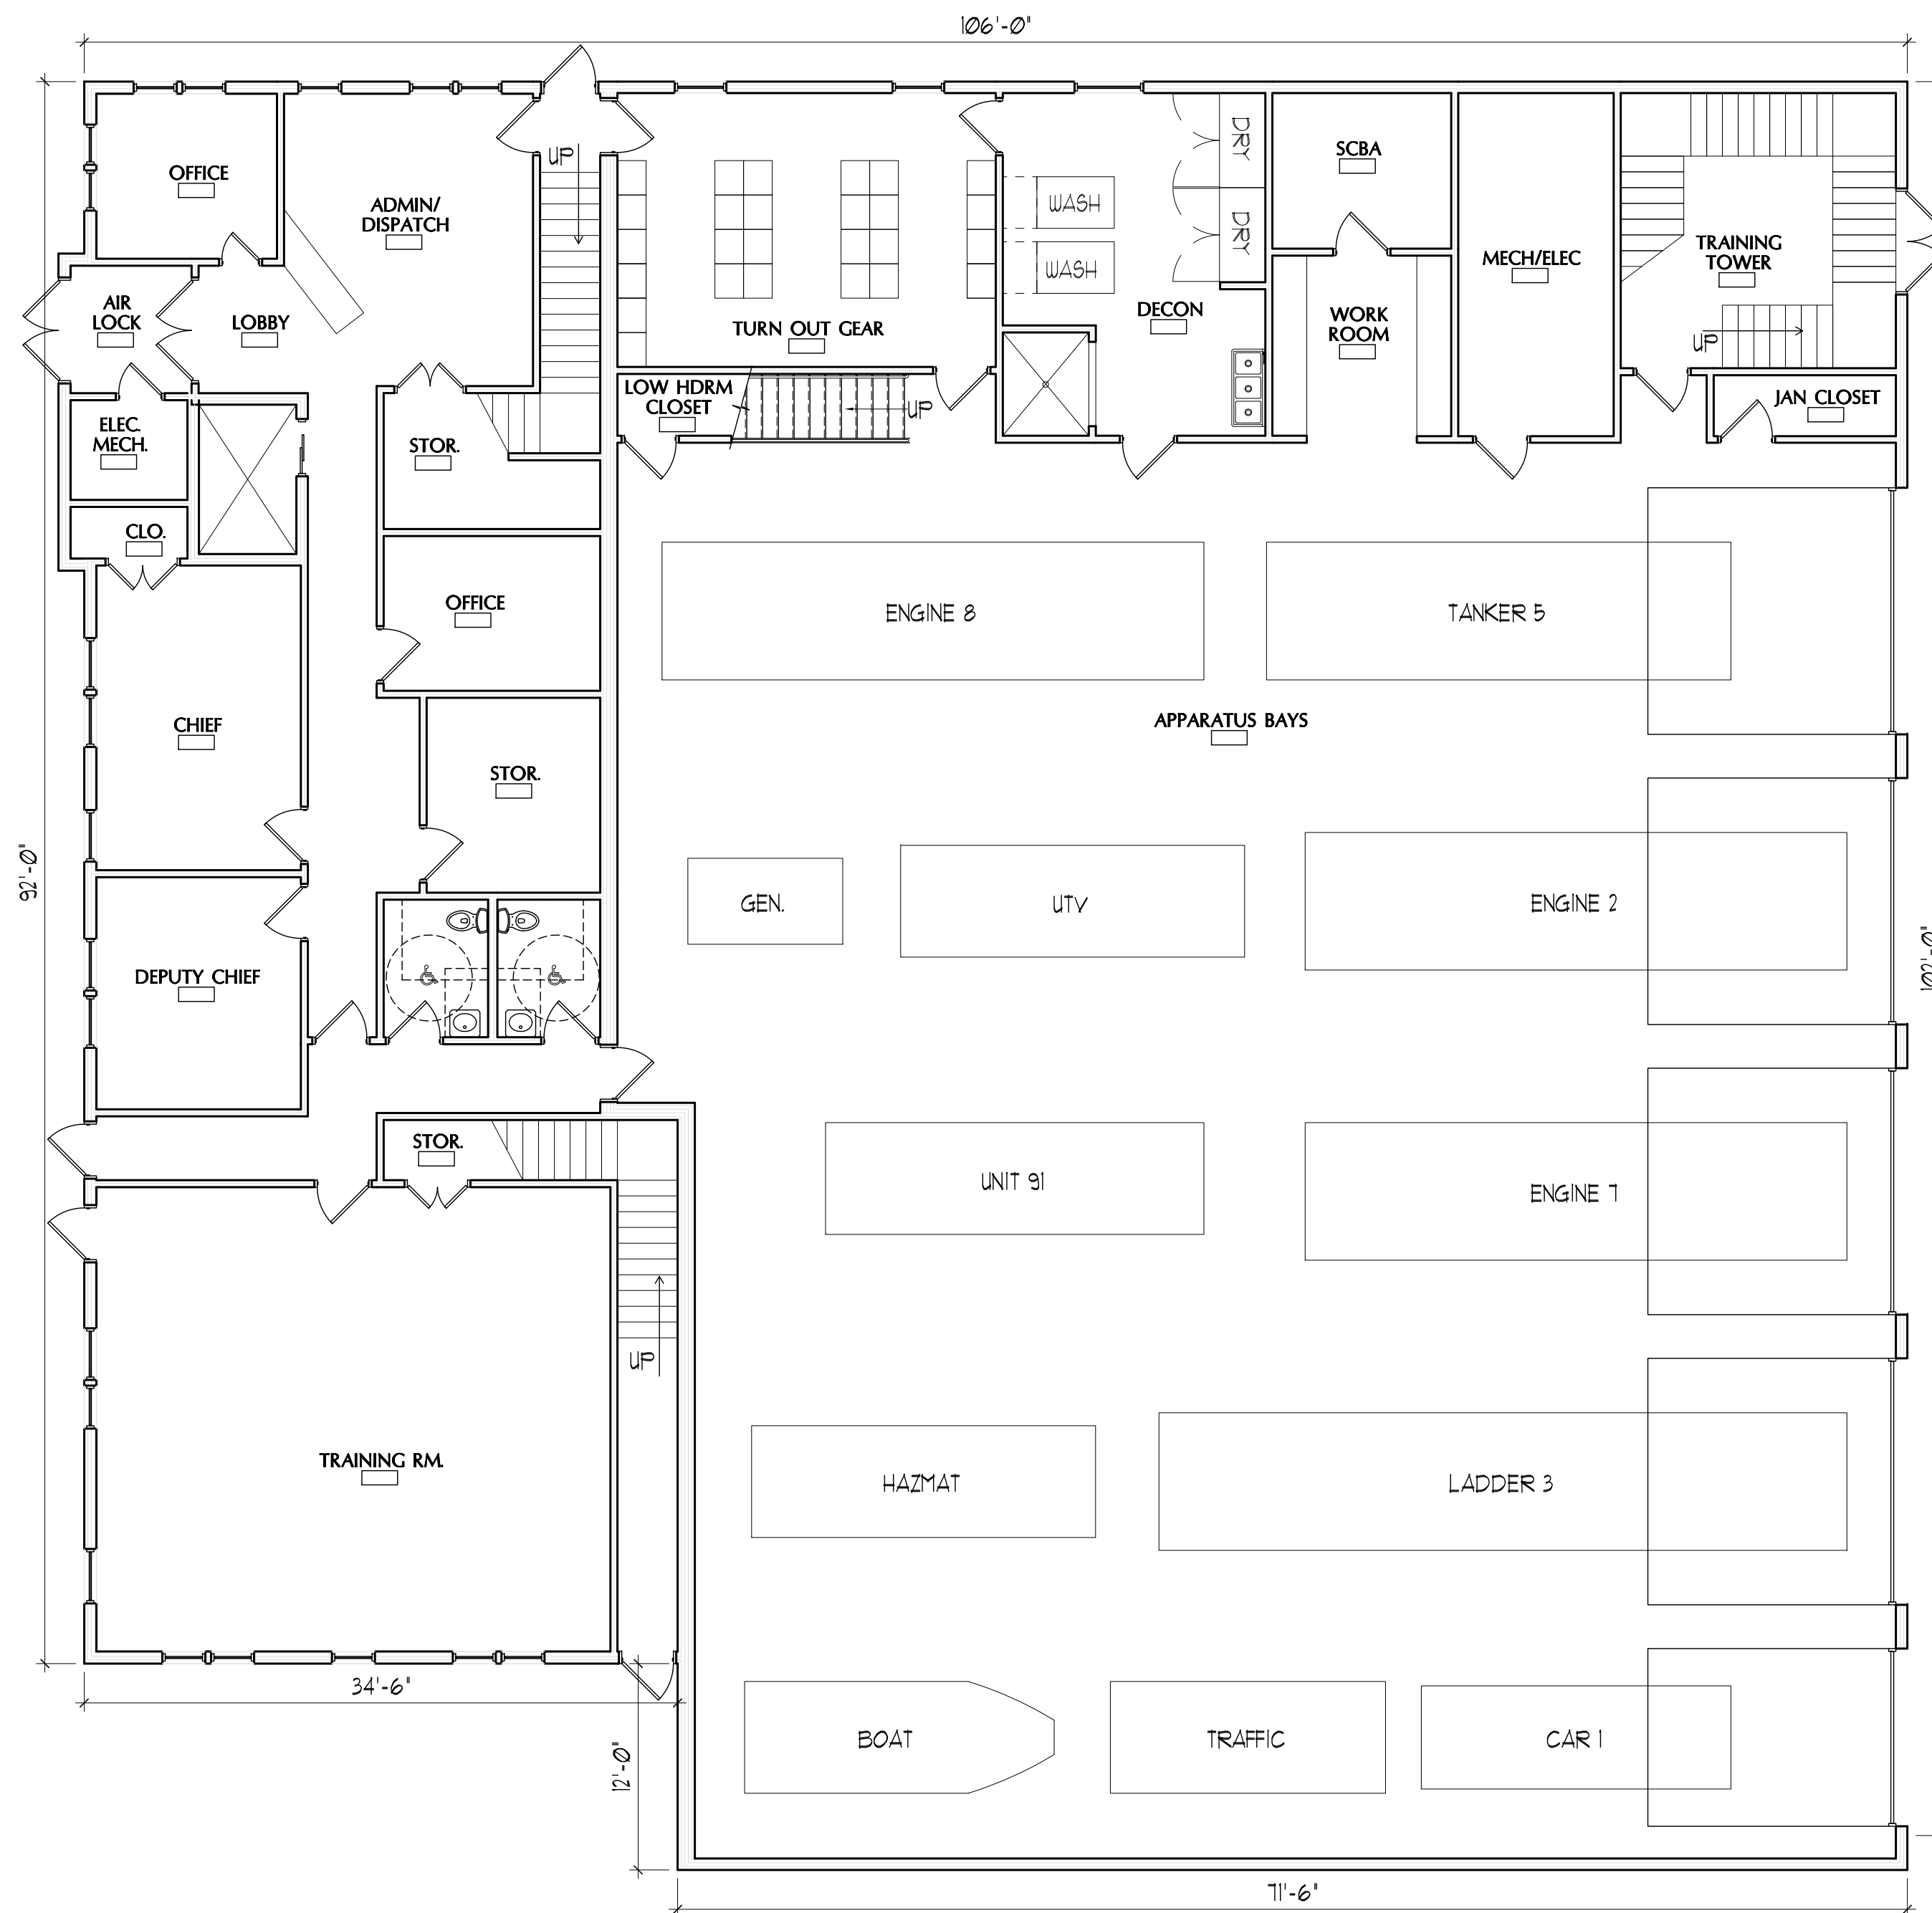 106'-0"
OFFICE
ADMIN/
DISPATCH
UP
DRY
DRY
WASH
WASH
SCBA
MECH/ELEC
TRAINING
TOWER
UP
AIR
LOCK
LOBBY
TURN OUT GEAR
DECON
WORK
ROOM
LOW HDRM
CLOSET
UP
JAN CLOSET
ELEC.
MECH.
STOR.
CLO.
OFFICE
ENGINE 8
TANKER 5
CHIEF
APPARATUS BAYS
STOR.
92'-0"
GEN.
UTV
ENGINE 2
102'-0"
DEPUTY CHIEF
STOR.
UNIT 91
ENGINE 7
UP
TRAINING RM.
HAZMAT
LADDER 3
34'-6"
12'-0"
BOAT
TRAFFIC
CAR 1
71'-6"